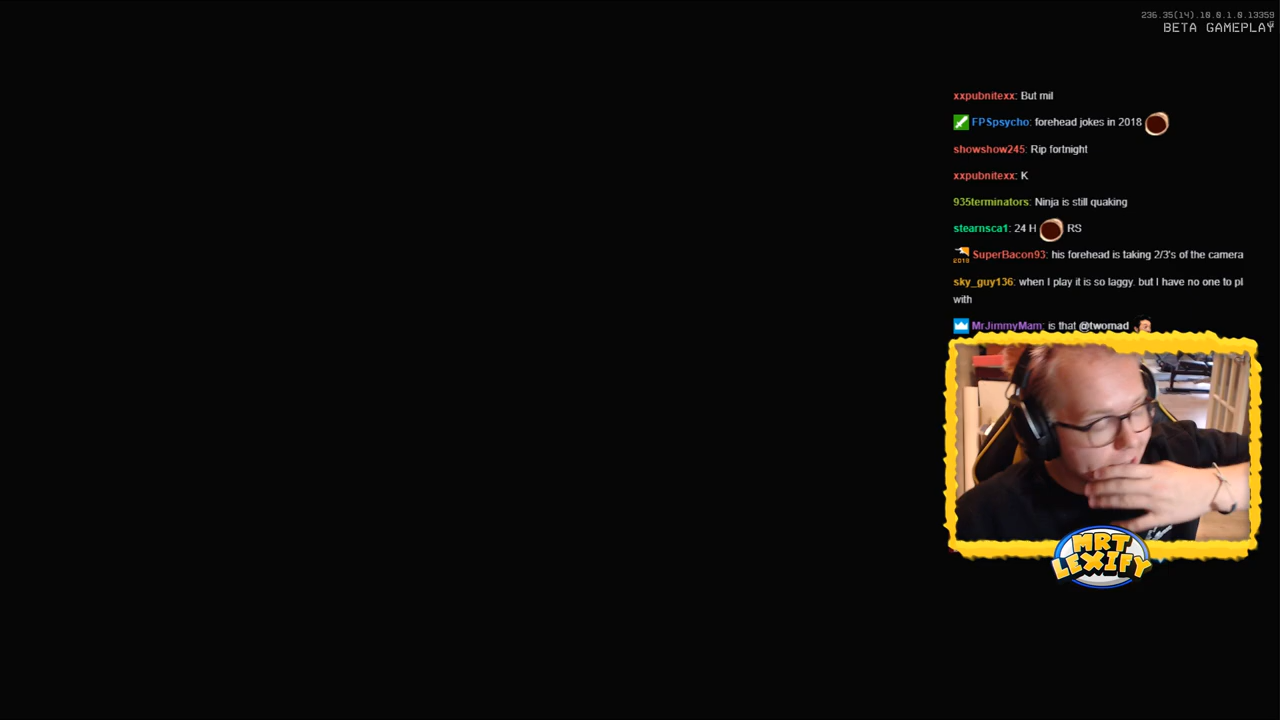 236.35(14).10.0.1.0.13359
BETA GAMEPLAY
xxpubnitexx: But mil
FPSpsycho: forehead jokes in 2018
showshow245: Rip fortnight
xxpubnitexx: K
935terminators: Ninja is still quaking
stearnsca1: 24 H RS
SuperBacon93: his forehead is taking 2/3's of the camera
sky_guy136: when I play it is so laggy. but I have no one to pl
with
MrJimmyMam: is that @twomad
MRT
LEXIFY